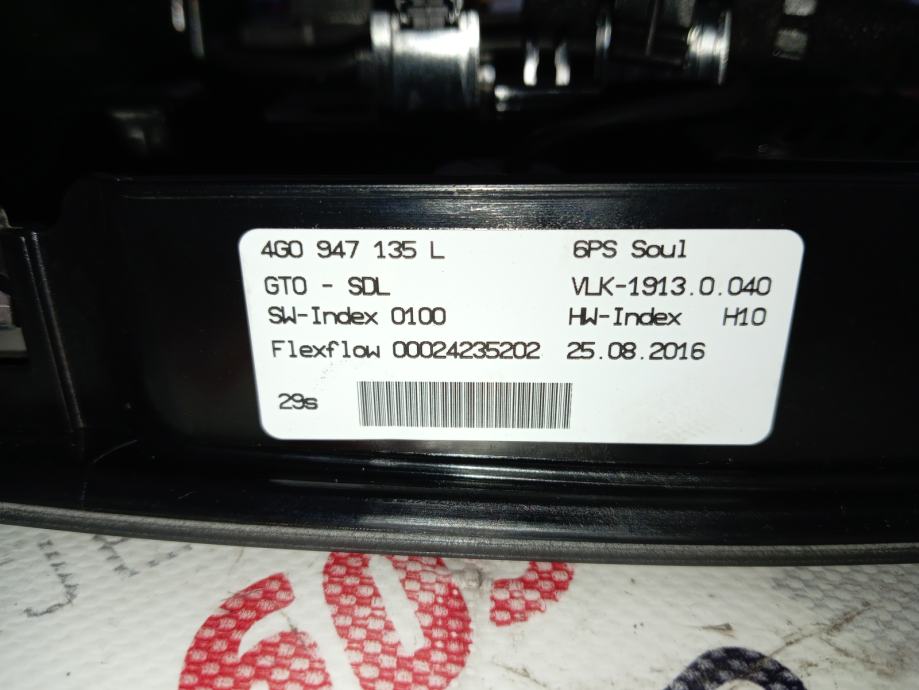 4G0 947 135 L 6PS Soul
GTO - SDL VLK-1913.0.040
SW-Index 0100 HW-Index H10
Flexflow 00024235202 25.08.2016
29s